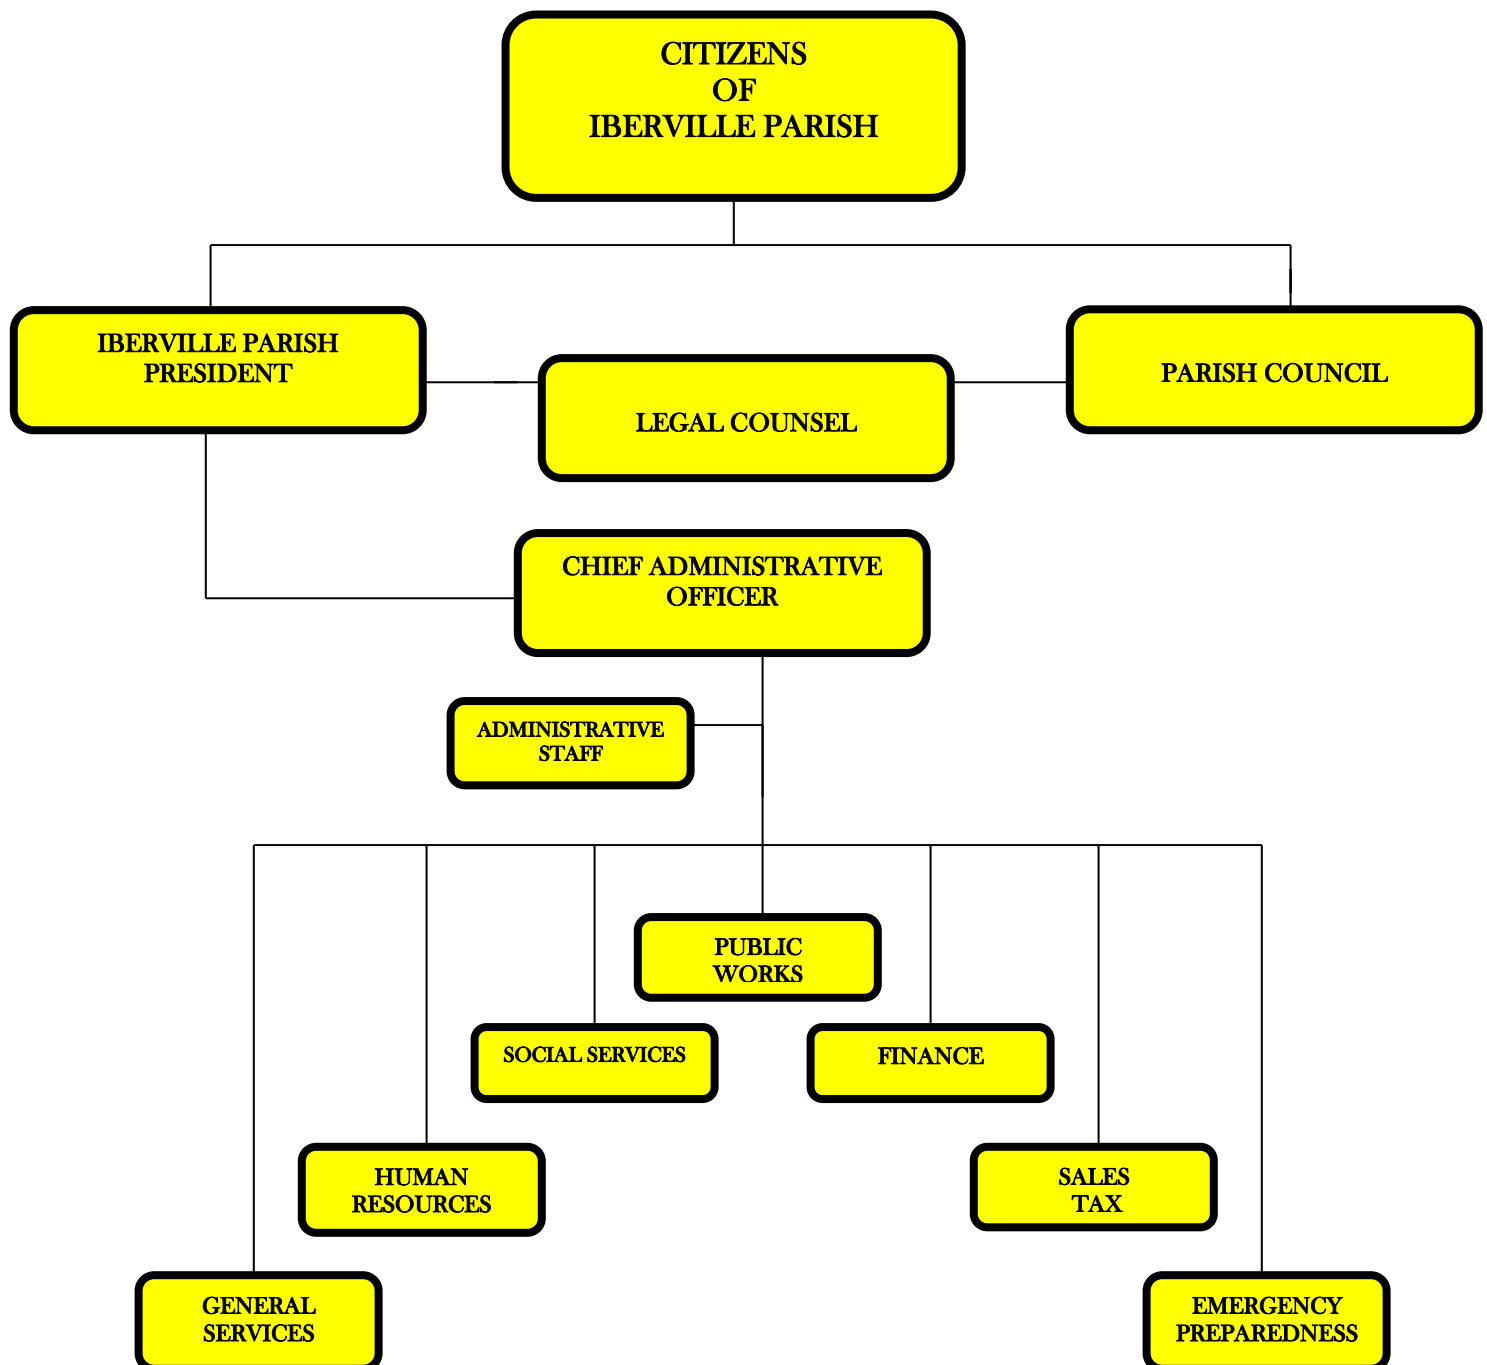 CITIZENS
OF
IBERVILLE PARISH
IBERVILLE PARISH
PRESIDENT
PARISH COUNCIL
LEGAL COUNSEL
CHIEF ADMINISTRATIVE
OFFICER
ADMINISTRATIVE
STAFF
PUBLIC
WORKS
SOCIAL SERVICES
FINANCE
HUMAN
RESOURCES
SALES
TAX
GENERAL
SERVICES
EMERGENCY
PREPAREDNESS